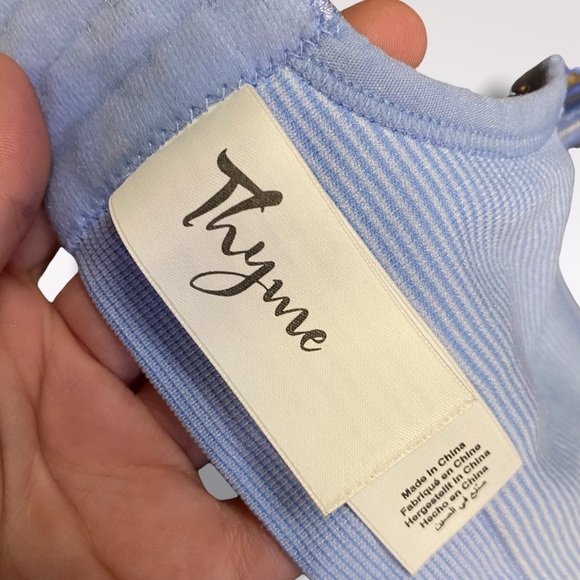 Thyme
Made in China
Fabriqué en Chine
Hergestellt in China
Hecho en China
صنع في الصين